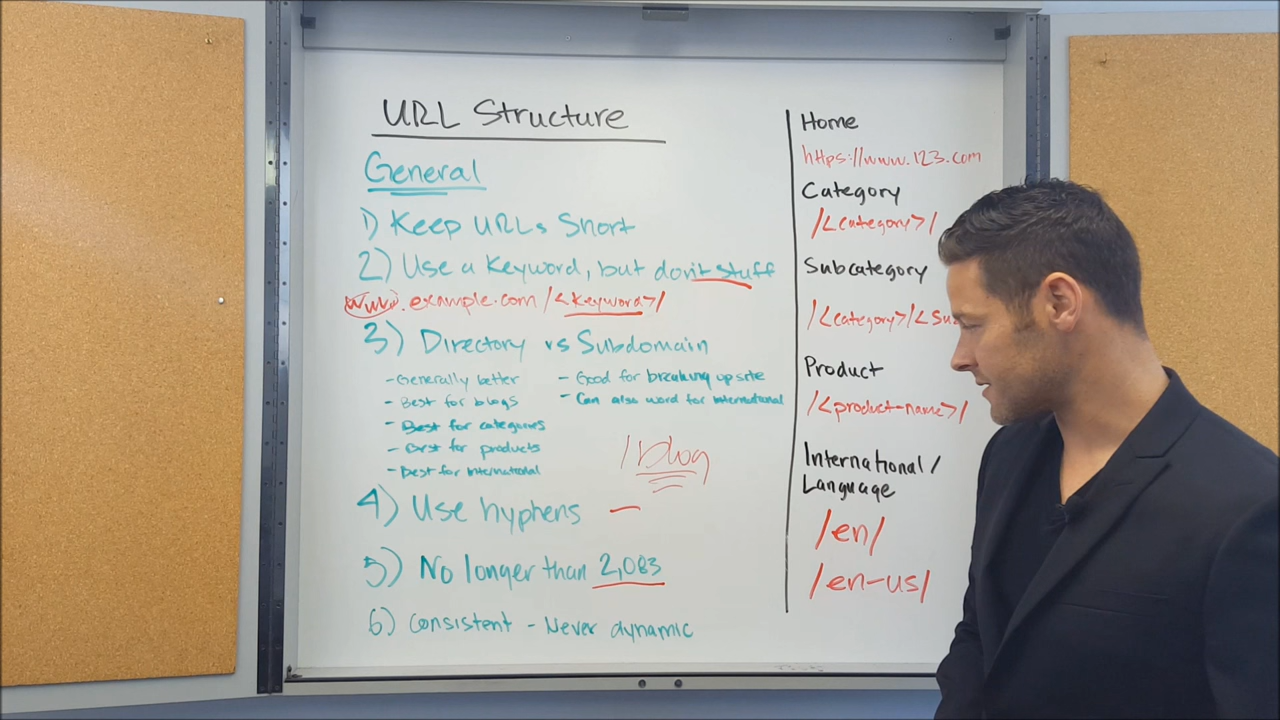 URL Structure
General
1) Keep URLs Short
2) Use a Keyword, but don't stuff
www.example.com/<keyword>/
3) Directory vs Subdomain
- Generally better
- Best for blogs
- Best for categories
- Best for products
- Best for International
- Good for breaking up site
- Can also word for international
/blog
4) Use hyphens -
5) No longer than 2,083
6) Consistent - Never dynamic
Home
https://www.123.com
Category
/<category>/
Subcategory
/<category>/<su
Product
/<product-name>/
International/
Language
/en/
/en-us/